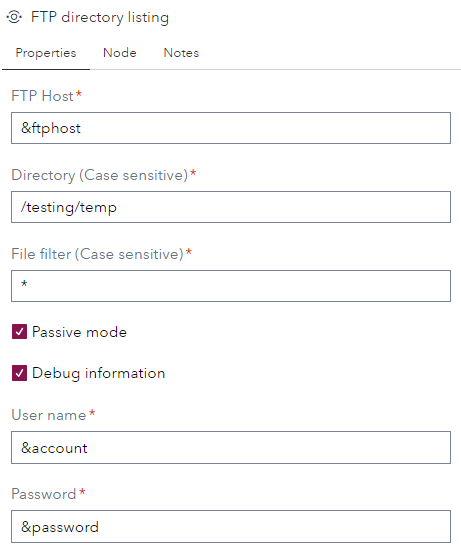 FTP directory listing
Properties Node Notes
FTP Host*
&ftphost
Directory (Case sensitive)*
/testing/temp
File filter (Case sensitive)*
*
Passive mode
Debug information
User name*
&account
Password*
&password